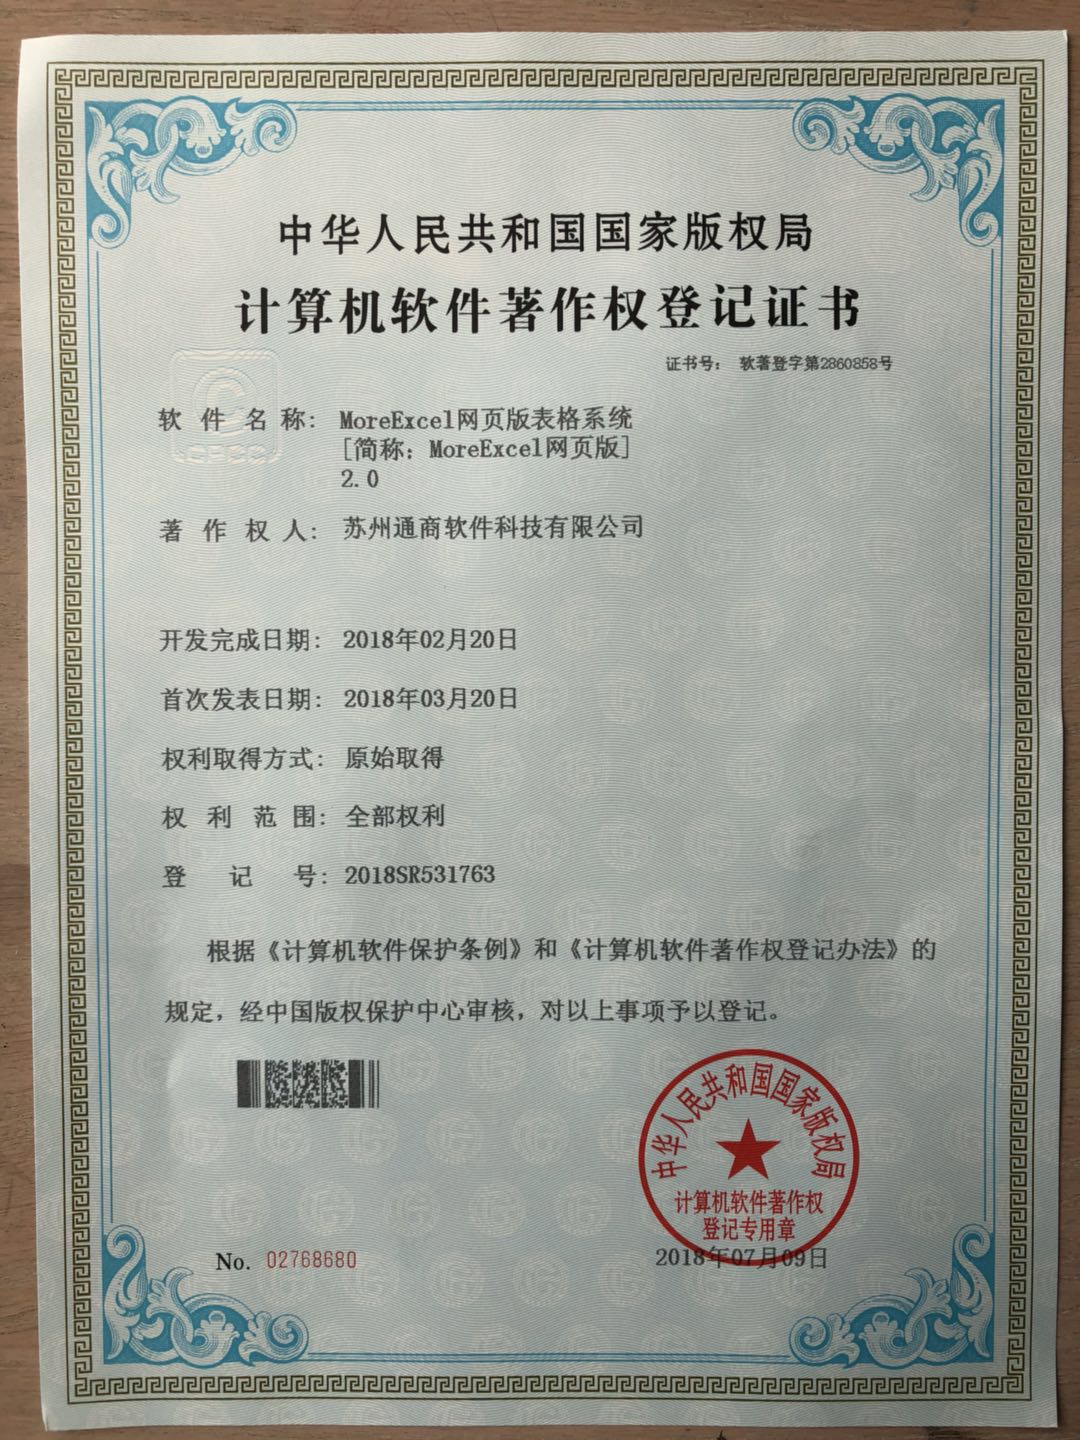 中华人民共和国国家版权局
计算机软件著作权登记证书
证书号： 软著登字第2860858号
软件名称： MoreExcel网页版表格系统
[简称：MoreExcel网页版]
2.0
著作权人： 苏州通商软件科技有限公司
开发完成日期： 2018年02月20日
首次发表日期： 2018年03月20日
权利取得方式： 原始取得
权利范围： 全部权利
登记号： 2018SR531763
根据《计算机软件保护条例》和《计算机软件著作权登记办法》的
规定，经中国版权保护中心审核，对以上事项予以登记。
中华人民共和国国家版权局
计算机软件著作权
登记专用章
No. 02768680
2018年07月09日